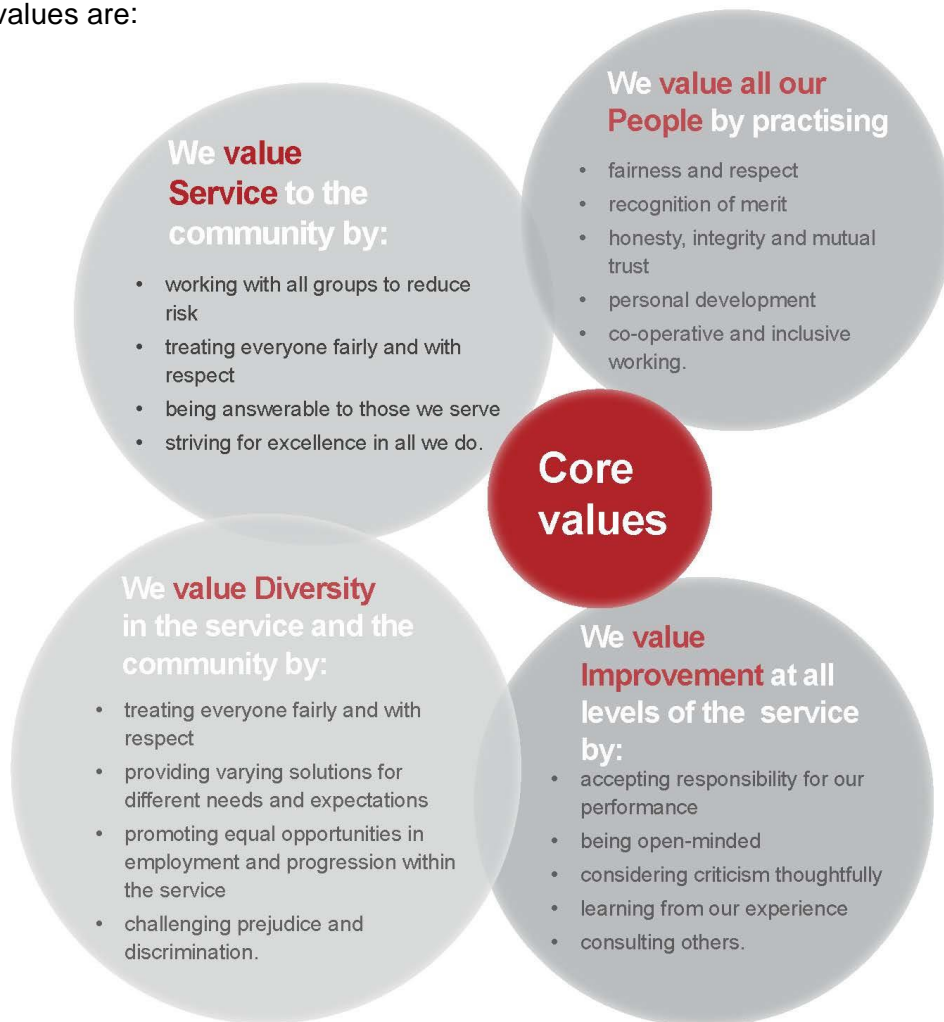 values are:
We value
Service to the
community by:
• working with all groups to reduce
risk
• treating everyone fairly and with
respect
• being answerable to those we serve
• striving for excellence in all we do.
We value all our
People by practising
• fairness and respect
• recognition of merit
• honesty, integrity and mutual
trust
• personal development
• co-operative and inclusive
working.
Core
values
We value Diversity
in the service and the
community by:
• treating everyone fairly and with
respect
• providing varying solutions for
different needs and expectations
• promoting equal opportunities in
employment and progression within
the service
• challenging prejudice and
discrimination.
We value
Improvement at all
levels of the service
by:
• accepting responsibility for our
performance
• being open-minded
• considering criticism thoughtfully
• learning from our experience
• consulting others.